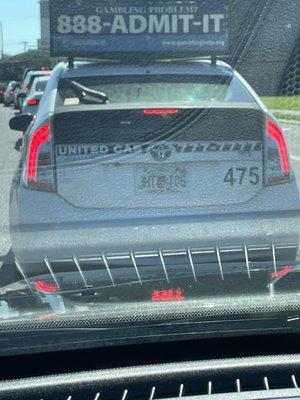 GAMBLING PROBLEM?
888-ADMIT-IT
UNITED CAB
475